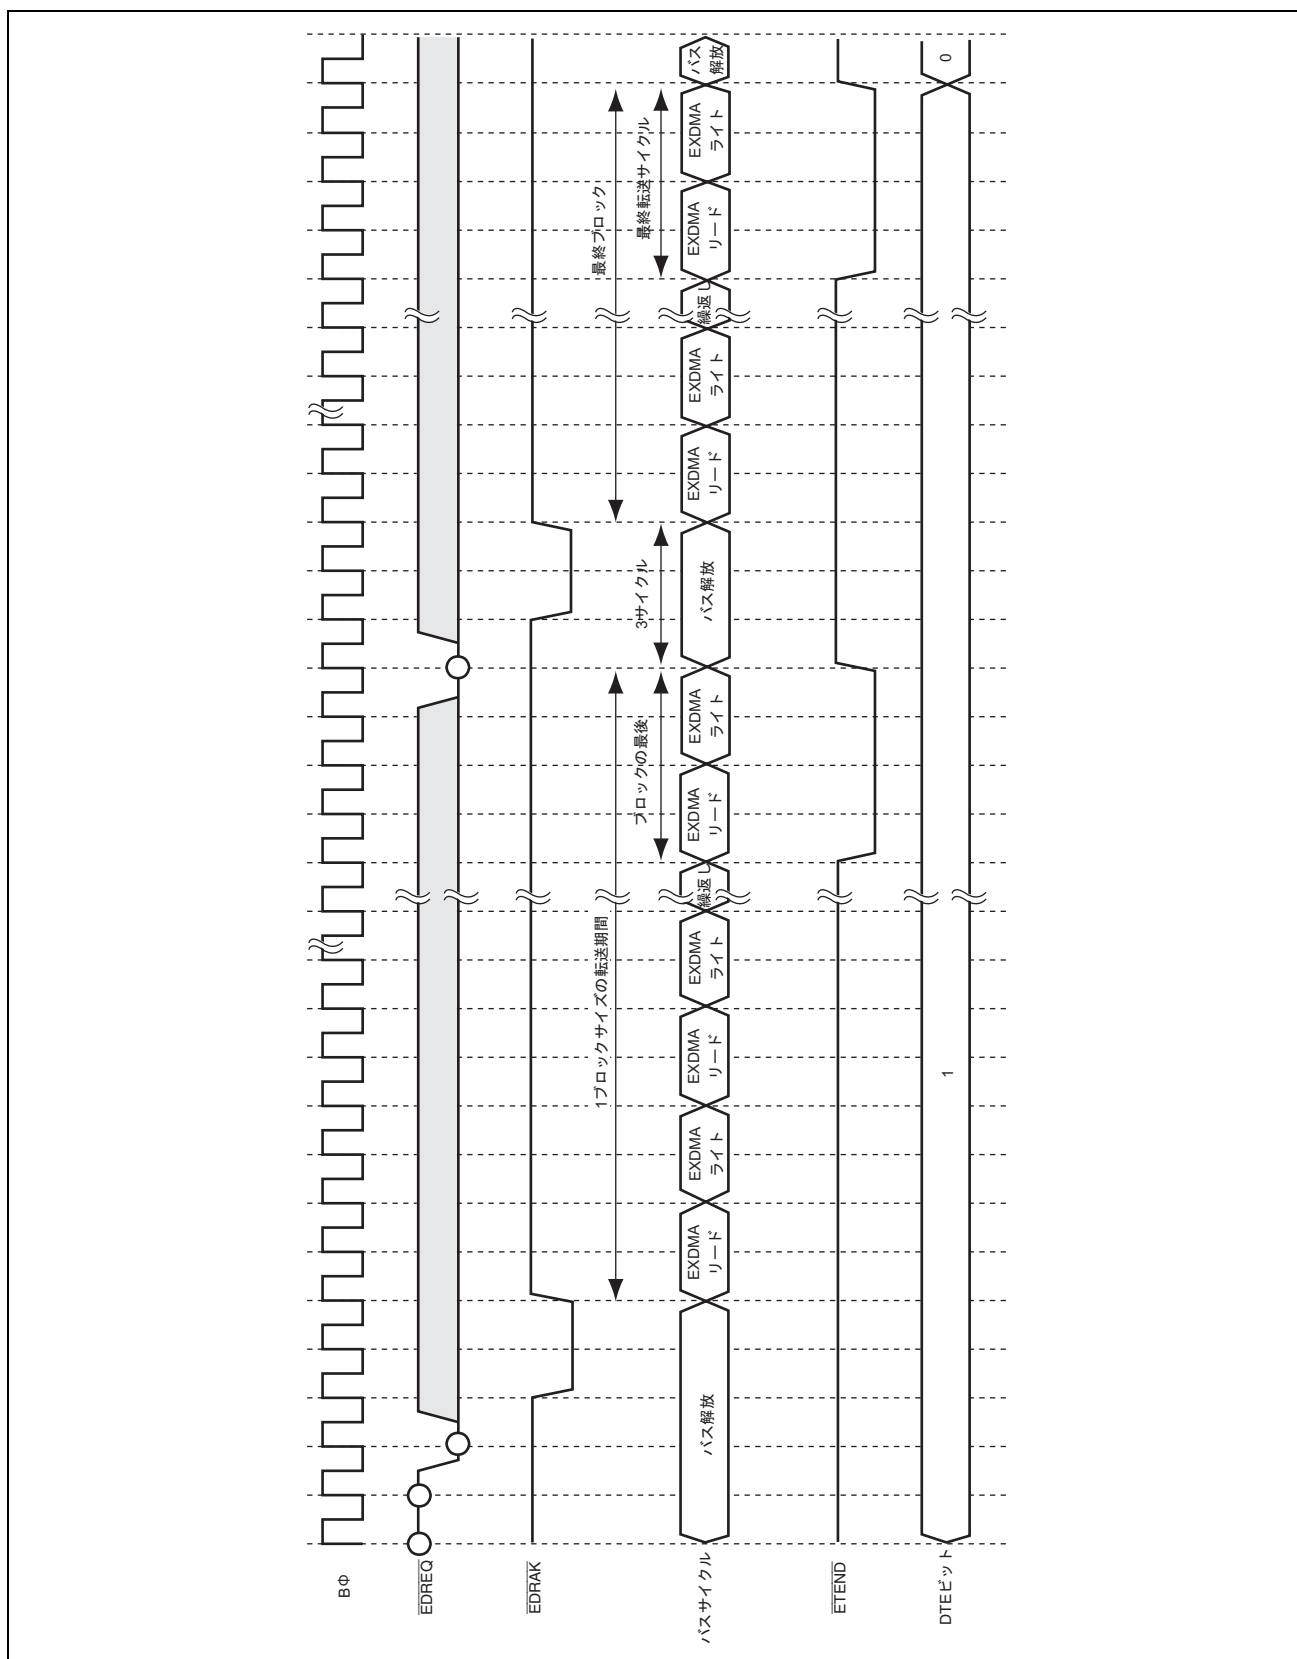 BΦ
EDREQ
EDRAK
1ブロックサイズの転送期間
ブロックの最後
3サイクル
最終ブロック
最終転送サイクル
バスサイクル
バス解放
EXDMA
リード
EXDMA
ライト
EXDMA
リード
EXDMA
ライト
繰返し
EXDMA
リード
EXDMA
ライト
バス解放
EXDMA
リード
EXDMA
ライト
繰返し
EXDMA
リード
EXDMA
ライト
バス
解放
ETEND
DTEビット
1
0